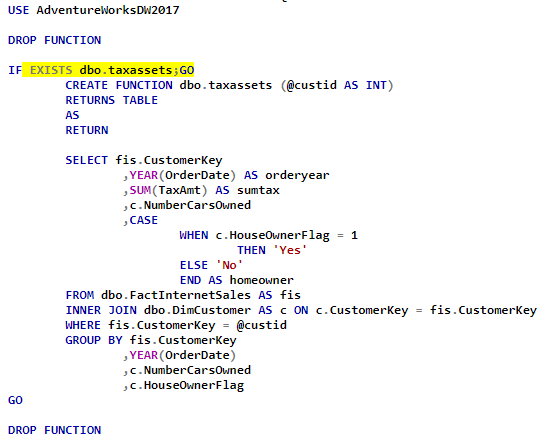 USE AdventureWorksDW2017
DROP FUNCTION
IF EXISTS dbo.taxassets;GO
CREATE FUNCTION dbo.taxassets (@custid AS INT)
RETURNS TABLE
AS
RETURN
SELECT fis.CustomerKey
,YEAR(OrderDate) AS orderyear
,SUM(TaxAmt) AS sumtax
,c.NumberCarsOwned
,CASE
WHEN c.HouseOwnerFlag = 1
THEN 'Yes'
ELSE 'No'
END AS homeowner
FROM dbo.FactInternetSales AS fis
INNER JOIN dbo.DimCustomer AS c ON c.CustomerKey = fis.CustomerKey
WHERE fis.CustomerKey = @custid
GROUP BY fis.CustomerKey
,YEAR(OrderDate)
,c.NumberCarsOwned
,c.HouseOwnerFlag
GO
DROP FUNCTION